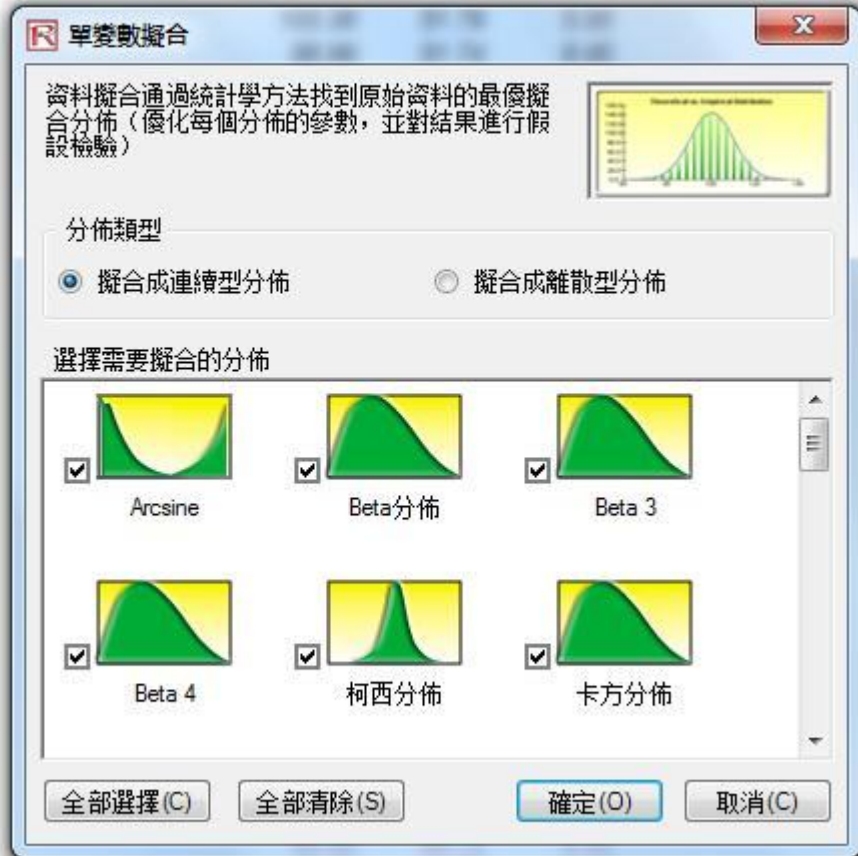 單變數擬合
資料擬合通過統計學方法找到原始資料的最優擬
合分佈（優化每個分佈的參數，並對結果進行假
設檢驗）
分佈類型
擬合成連續型分佈
擬合成離散型分佈
選擇需要擬合的分佈
Arcsine
Beta分佈
Beta 3
Beta 4
柯西分佈
卡方分佈
全部選擇(C)
全部清除(S)
確定(O)
取消(C)